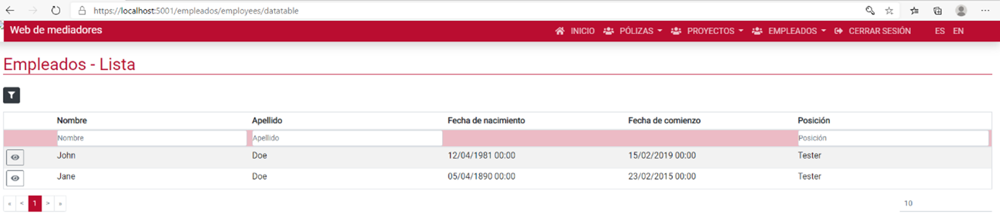 https://localhost:5001/empleados/employees/datatable
Web de mediadores INICIO PÓLIZAS PROYECTOS EMPLEADOS CERRAR SESIÓN ES EN
Empleados - Lista
Nombre Apellido Fecha de nacimiento Fecha de comienzo Posición
Nombre Apellido Posición
John Doe 12/04/1981 00:00 15/02/2019 00:00 Tester
Jane Doe 05/04/1890 00:00 23/02/2015 00:00 Tester
« < 1 > » 10